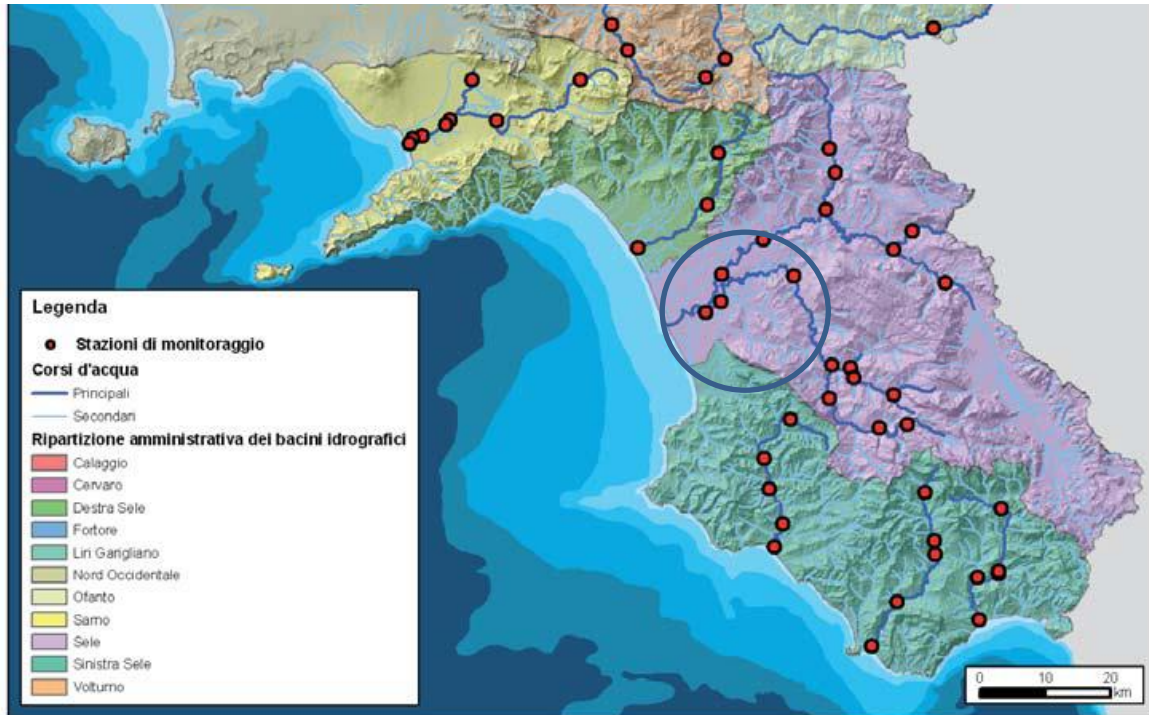 Legenda
Stazioni di monitoraggio
Corsi d'acqua
Principali
Secondari
Ripartizione amministrativa dei bacini idrografici
Calaggio
Cervaro
Destra Sele
Fortore
Liri Garigliano
Nord Occidentale
Ofanto
Sarno
Sele
Sinistra Sele
Volturno
0 10 20
km